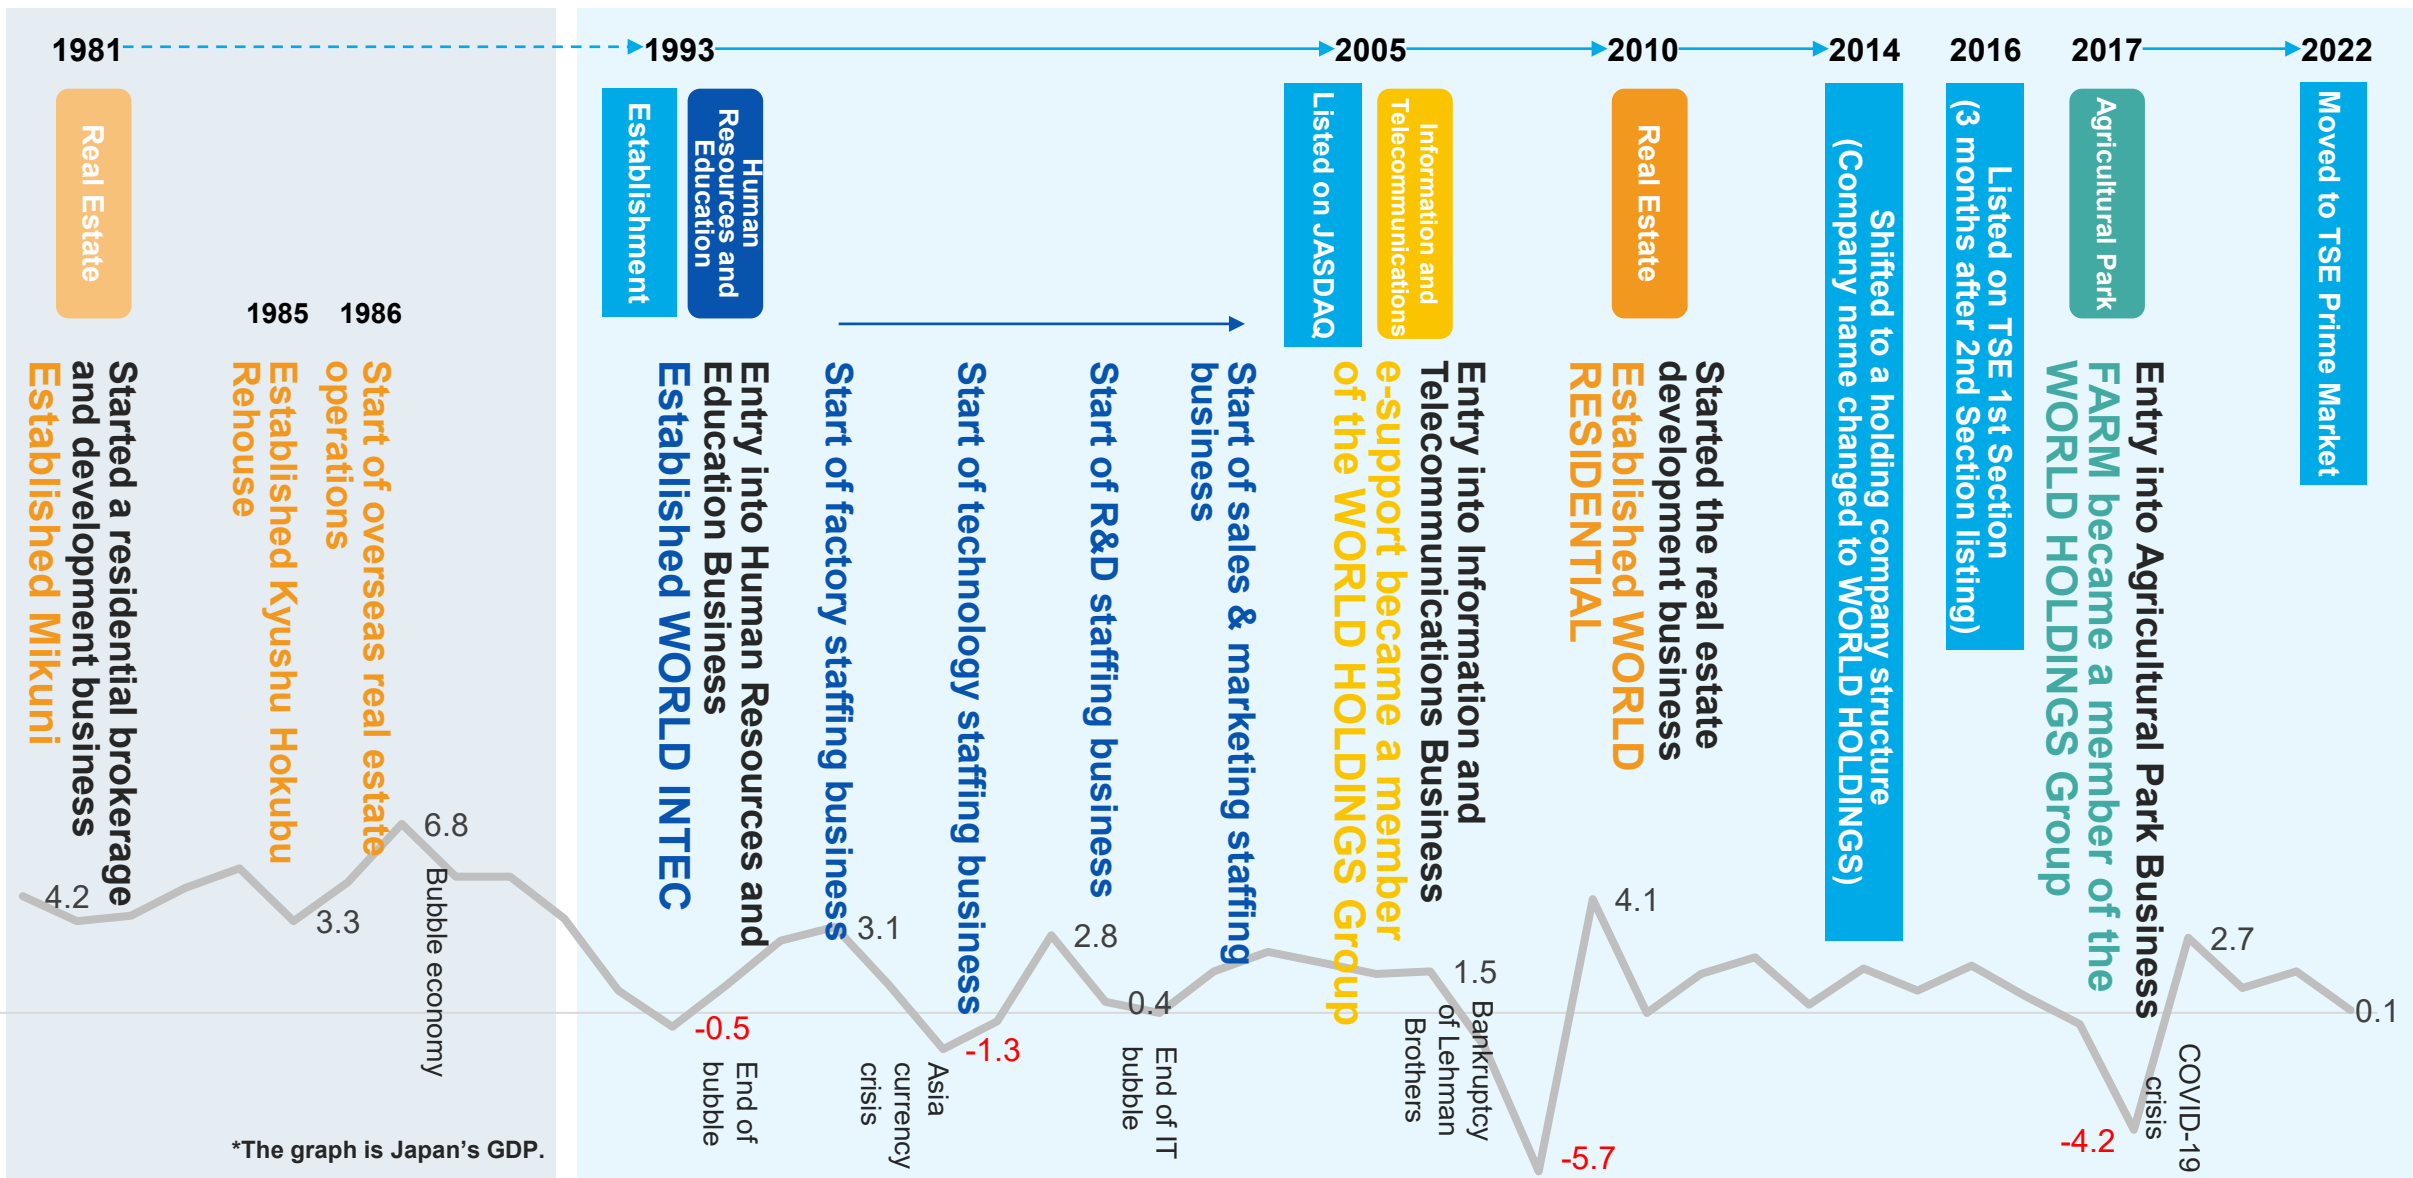 1981
1993
2005
2010
2014
2016
2017
2022
Real Estate
1985
1986
Started a residential brokerage
and development business
Established Mikuni
Established Kyushu Hokubu
Rehouse
Start of overseas real estate
operations
Establishment
Human
Resources and
Education
Entry into Human Resources and
Education Business
Established WORLD INTEC
Start of factory staffing business
Start of technology staffing business
Start of R&D staffing business
Start of sales & marketing staffing
business
Listed on JASDAQ
Information and
Telecommunications
Entry into Information and
Telecommunications Business
e-support became a member
of the WORLD HOLDINGS Group
Real Estate
Started the real estate
development business
Established WORLD
RESIDENTIAL
Shifted to a holding company structure
(Company name changed to WORLD HOLDINGS)
Listed on TSE 1st Section
(3 months after 2nd Section listing)
Agricultural Park
Entry into Agricultural Park Business
FARM became a member of the
WORLD HOLDINGS Group
Moved to TSE Prime Market
4.2
3.3
6.8
Bubble economy
-0.5
End of
bubble
3.1
Asia
currency
crisis
-1.3
2.8
0.4
End of IT
bubble
1.5
Bankruptcy
of Lehman
Brothers
-5.7
4.1
-4.2
COVID-19
crisis
2.7
0.1
*The graph is Japan's GDP.